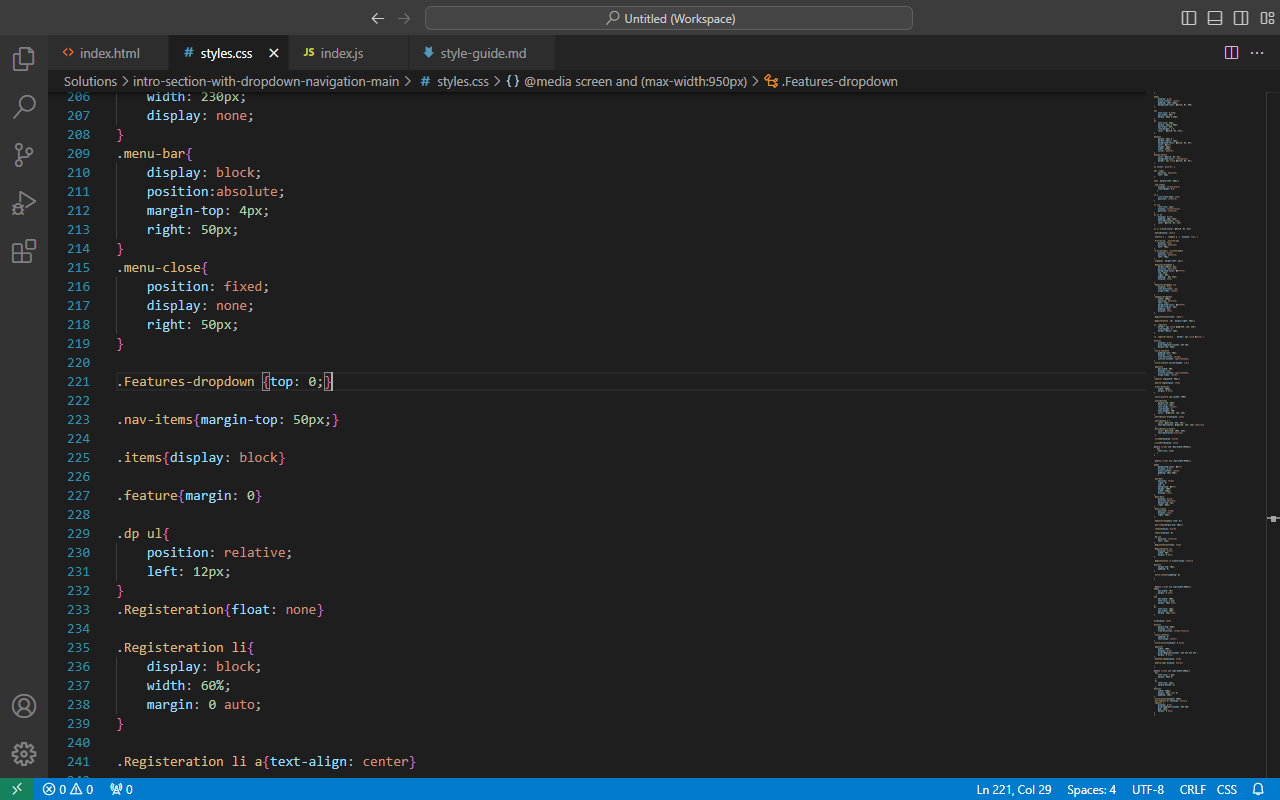 Untitled (Workspace)
index.html
# styles.css
JS index.js
style-guide.md
Solutions > intro-section-with-dropdown-navigation-main > # styles.css > {} @media screen and (max-width:950px) > .Features-dropdown
206 width: 230px;
207 display: none;
208 }
209 .menu-bar{
210 display: block;
211 position:absolute;
212 margin-top: 4px;
213 right: 50px;
214 }
215 .menu-close{
216 position: fixed;
217 display: none;
218 right: 50px;
219 }
220
221 .Features-dropdown {top: 0;}
222
223 .nav-items{margin-top: 50px;}
224
225 .items{display: block}
226
227 .feature{margin: 0}
228
229 .dp ul{
230 position: relative;
231 left: 12px;
232 }
233 .Registeration{float: none}
234
235 .Registeration li{
236 display: block;
237 width: 60%;
238 margin: 0 auto;
239 }
240
241 .Registeration li a{text-align: center}
0 0 0 Ln 221, Col 29 Spaces: 4 UTF-8 CRLF CSS